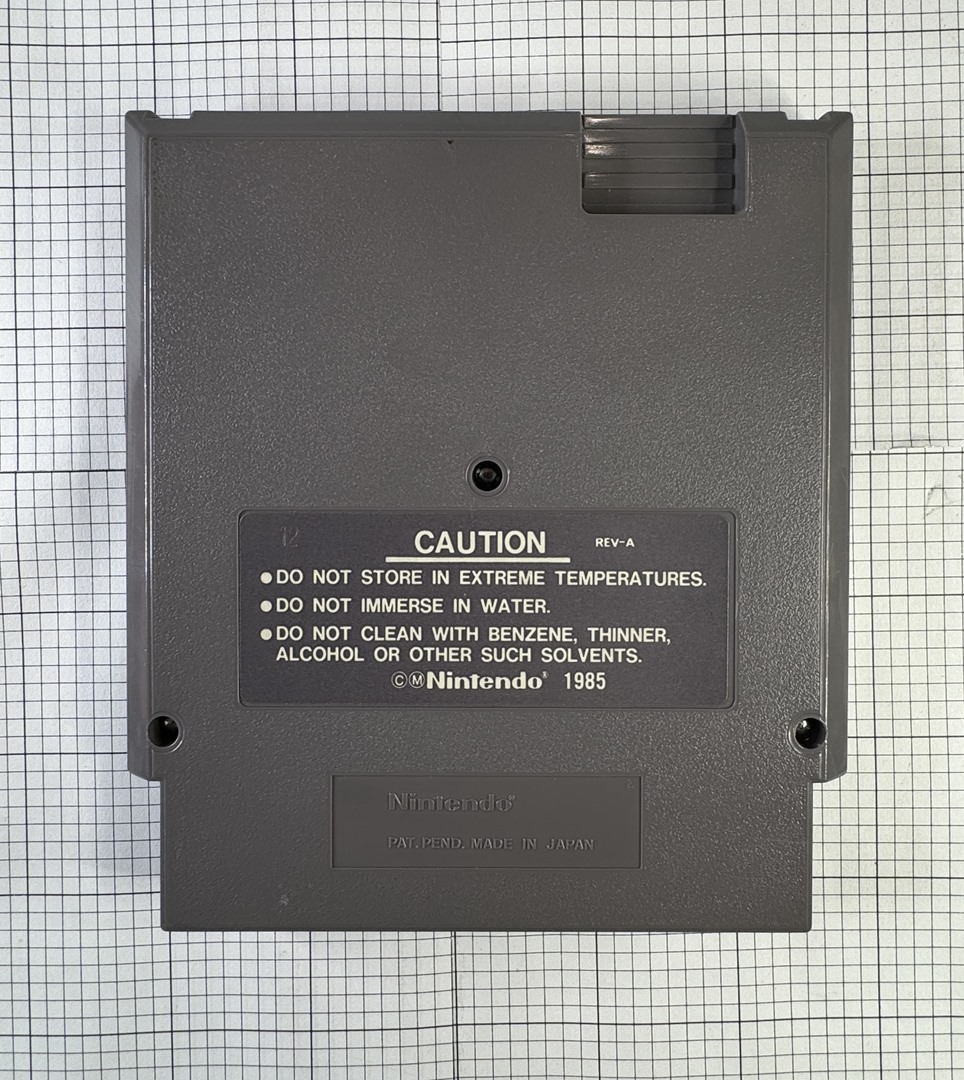 12
CAUTION REV-A
●DO NOT STORE IN EXTREME TEMPERATURES.
●DO NOT IMMERSE IN WATER.
●DO NOT CLEAN WITH BENZENE, THINNER,
ALCOHOL OR OTHER SUCH SOLVENTS.
©ⓂNintendo® 1985
Nintendo®
PAT.PEND. MADE IN JAPAN